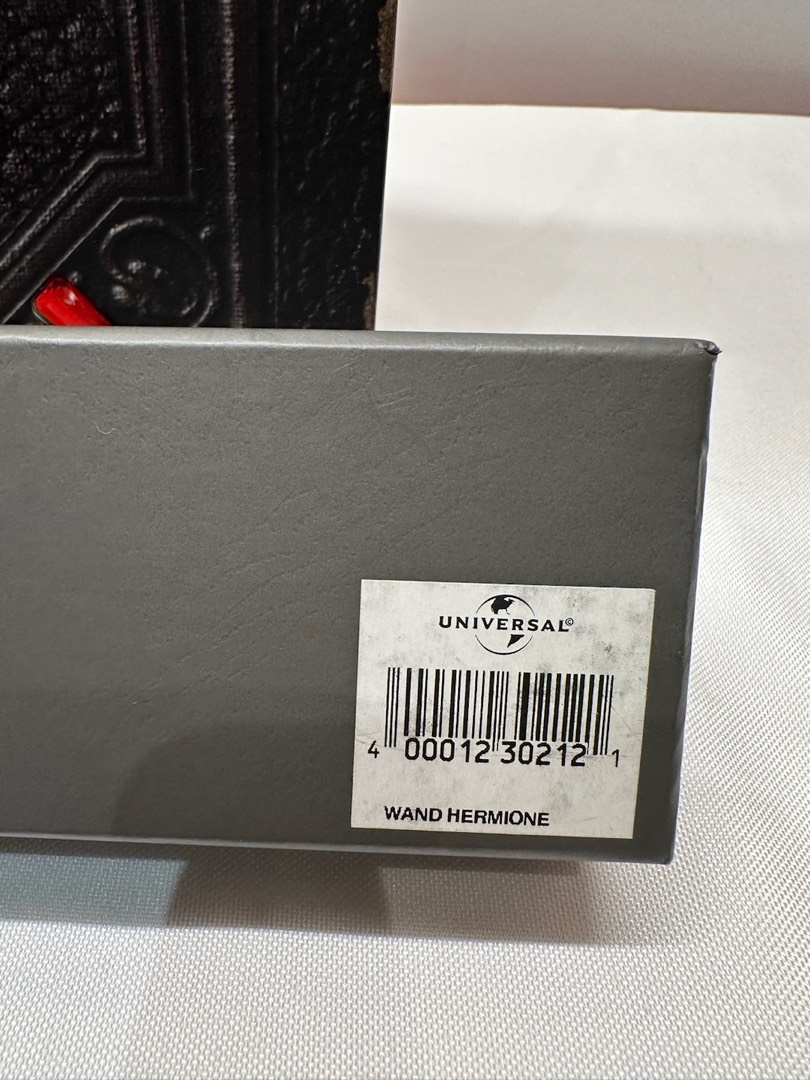 UNIVERSAL©
4 00012 30212 1
WAND HERMIONE